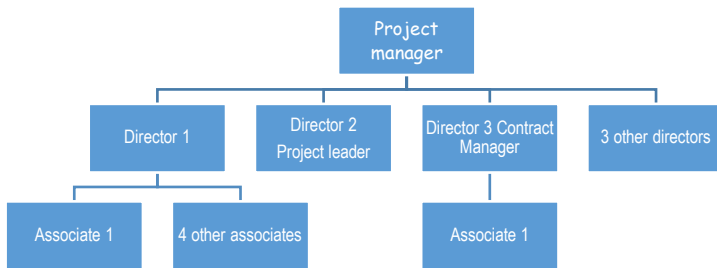 Project
manager
Director 1
Director 2
Project leader
Director 3 Contract
Manager
3 other directors
Associate 1
4 other associates
Associate 1